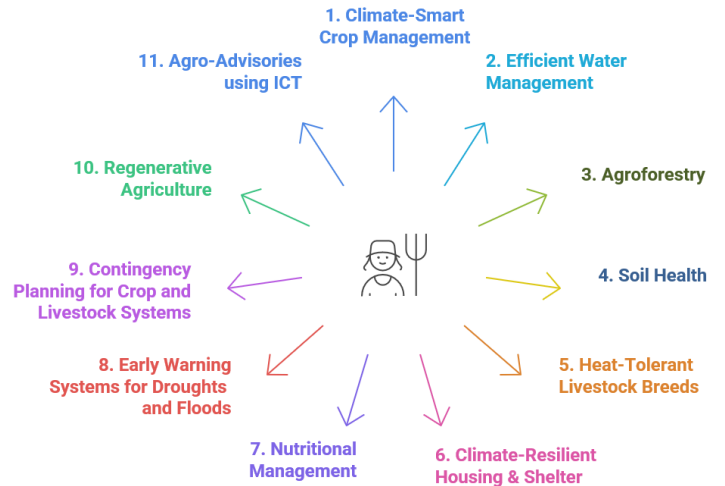 1. Climate-Smart
Crop Management
2. Efficient Water
Management
3. Agroforestry
4. Soil Health
5. Heat-Tolerant
Livestock Breeds
6. Climate-Resilient
Housing & Shelter
7. Nutritional
Management
8. Early Warning
Systems for Droughts
and Floods
9. Contingency
Planning for Crop and
Livestock Systems
10. Regenerative
Agriculture
11. Agro-Advisories
using ICT